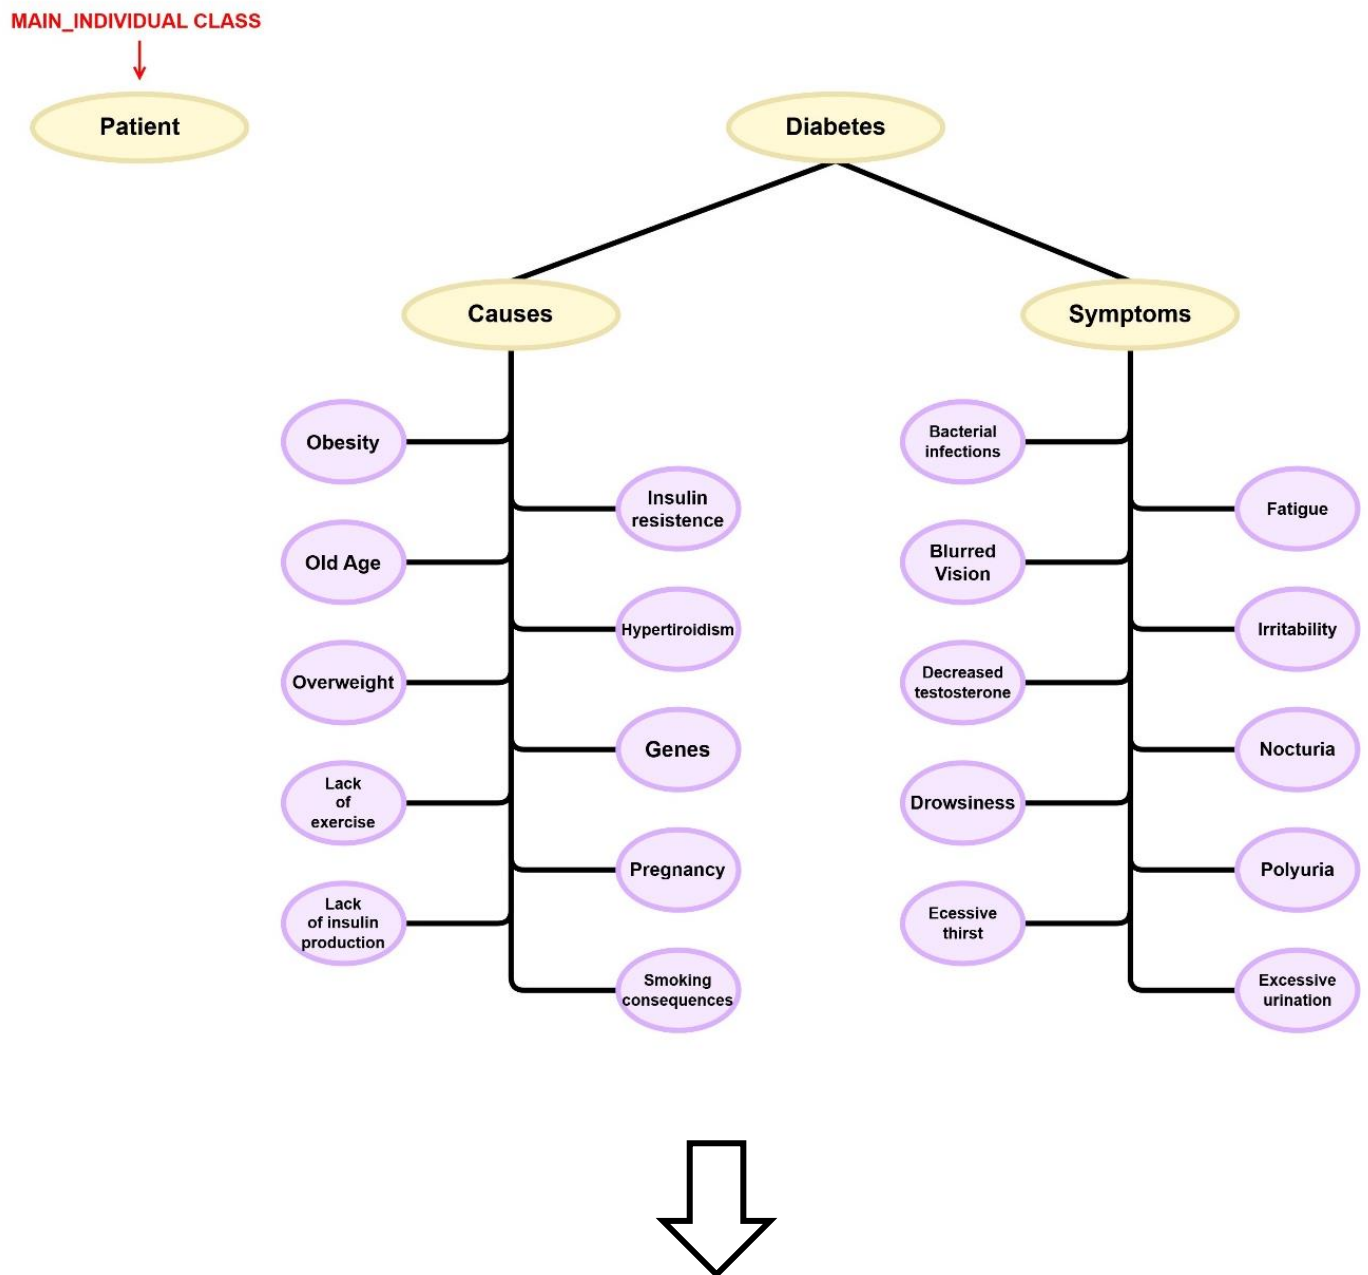 MAIN_INDIVIDUAL CLASS
Patient
Diabetes
Causes
Symptoms
Obesity
Insulin
resistence
Old Age
Hypertiroidism
Overweight
Genes
Lack
of
exercise
Pregnancy
Lack
of insulin
production
Smoking
consequences
Bacterial
infections
Fatigue
Blurred
Vision
Irritability
Decreased
testosterone
Nocturia
Drowsiness
Polyuria
Ecessive
thirst
Excessive
urination